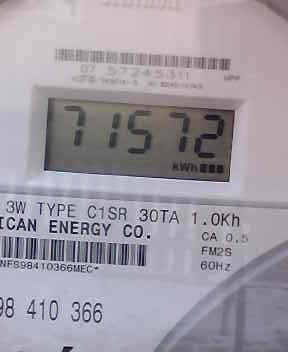 07 57245311
71572
kWh
3W TYPE C1SR 30TA 1.0Kh
ICAN ENERGY CO.
CA 0.5
FM2S
60Hz
NFS98410366MEC*
98 410 366